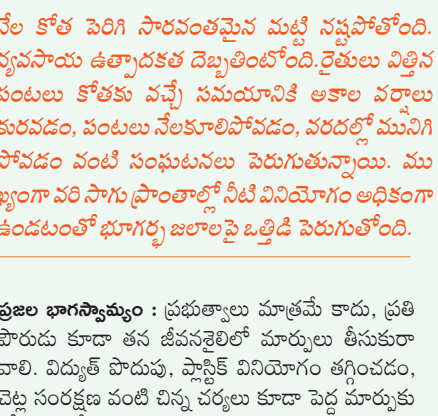 నేల కోత పెరిగి సారవంతమైన మట్టి నష్టపోతోంది.
వ్యవసాయ ఉత్పాదకత దెబ్బతింటోంది.రైతులు విత్తిన
పంటలు కోతకు వచ్చే సమయానికి అకాల వర్షాలు
కురవడం, పంటలు నేలకూలిపోవడం, వరదల్లో మునిగి
పోవడం వంటి సంఘటనలు పెరుగుతున్నాయి. ము
ఖ్యంగా వరి సాగు ప్రాంతాల్లో నీటి వినియోగం అధికంగా
ఉండటంతో భూగర్భ జలాలపై ఒత్తిడి పెరుగుతోంది.
ప్రజల భాగస్వామ్యం : ప్రభుత్వాలు మాత్రమే కాదు, ప్రతి
పౌరుడు కూడా తన జీవనశైలిలో మార్పులు తీసుకురా
వాలి. విద్యుత్ పొదుపు, ప్లాస్టిక్ వినియోగం తగ్గించడం,
చెట్ల సంరక్షణ వంటి చిన్న చర్యలు కూడా పెద్ద మార్పుకు